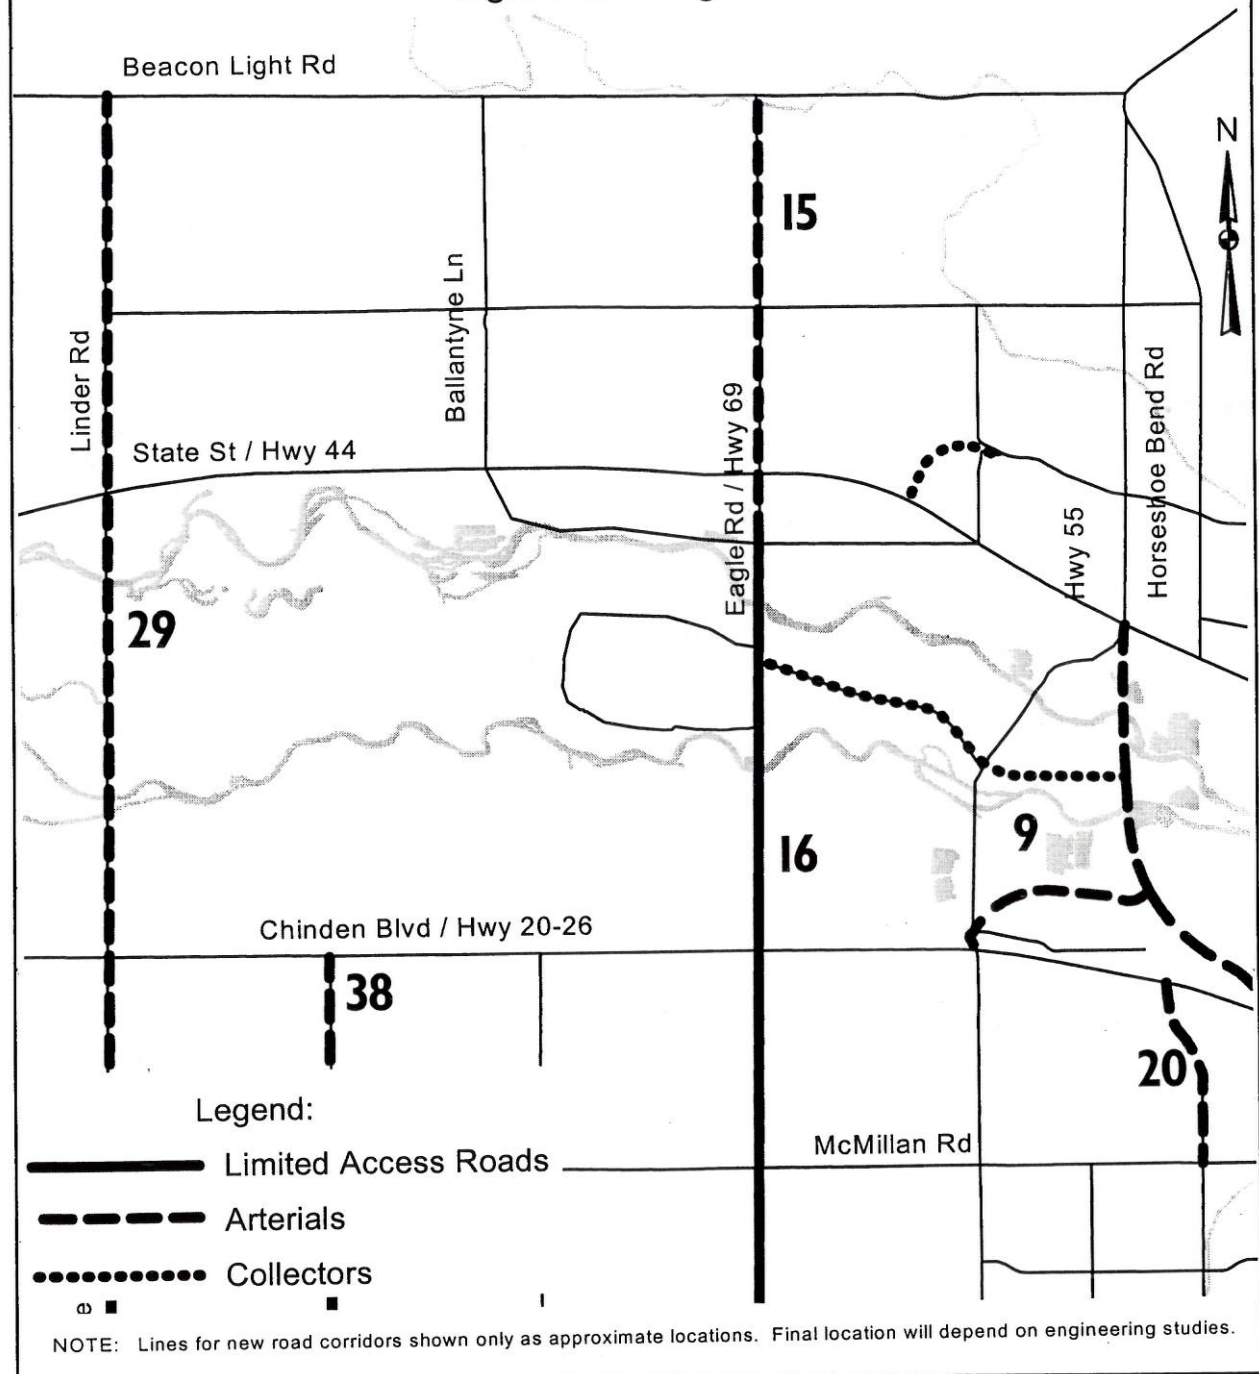 Beacon Light Rd
N
15
Ballantyne Ln
Linder Rd
Horseshoe Bend Rd
Eagle Rd / Hwy 69
State St / Hwy 44
Hwy 55
29
9
16
Chinden Blvd / Hwy 20-26
38
20
Legend:
McMillan Rd
Limited Access Roads
Arterials
Collectors
NOTE: Lines for new road corridors shown only as approximate locations. Final location will depend on engineering studies.